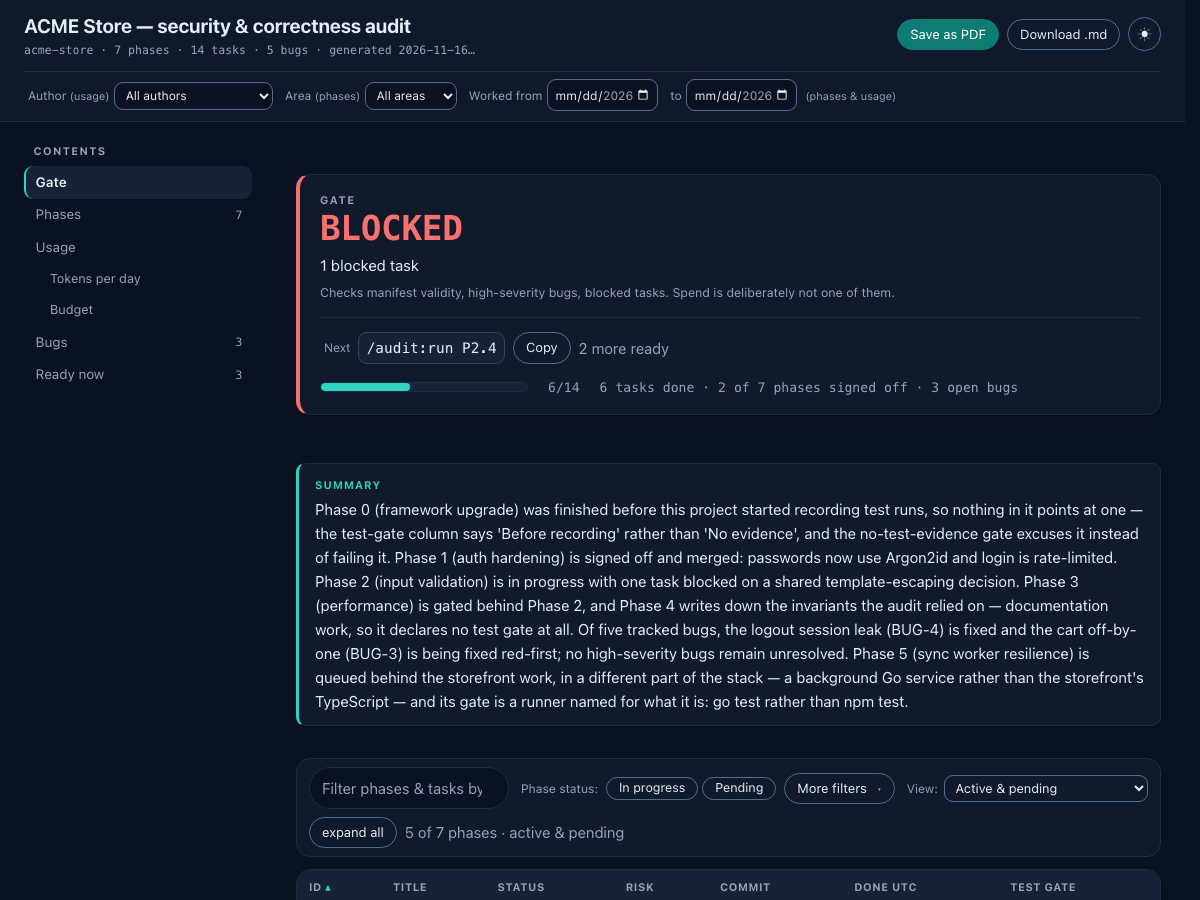 ACME Store — security & correctness audit
acme-store · 7 phases · 14 tasks · 5 bugs · generated 2026-11-16…
Save as PDF
Download .md
Author (usage) All authors Area (phases) All areas Worked from mm/dd/2026 to mm/dd/2026 (phases & usage)
CONTENTS
Gate
Phases 7
Usage
Tokens per day
Budget
Bugs 3
Ready now 3
GATE
BLOCKED
1 blocked task
Checks manifest validity, high-severity bugs, blocked tasks. Spend is deliberately not one of them.
Next /audit:run P2.4 Copy 2 more ready
6/14 6 tasks done · 2 of 7 phases signed off · 3 open bugs
SUMMARY
Phase 0 (framework upgrade) was finished before this project started recording test runs, so nothing in it points at one —
the test-gate column says 'Before recording' rather than 'No evidence', and the no-test-evidence gate excuses it instead
of failing it. Phase 1 (auth hardening) is signed off and merged: passwords now use Argon2id and login is rate-limited.
Phase 2 (input validation) is in progress with one task blocked on a shared template-escaping decision. Phase 3
(performance) is gated behind Phase 2, and Phase 4 writes down the invariants the audit relied on — documentation
work, so it declares no test gate at all. Of five tracked bugs, the logout session leak (BUG-4) is fixed and the cart off-by-
one (BUG-3) is being fixed red-first; no high-severity bugs remain unresolved. Phase 5 (sync worker resilience) is
queued behind the storefront work, in a different part of the stack — a background Go service rather than the storefront's
TypeScript — and its gate is a runner named for what it is: go test rather than npm test.
Filter phases & tasks by Phase status: In progress Pending More filters · View: Active & pending
expand all 5 of 7 phases · active & pending
ID ▲ TITLE STATUS RISK COMMIT DONE UTC TEST GATE